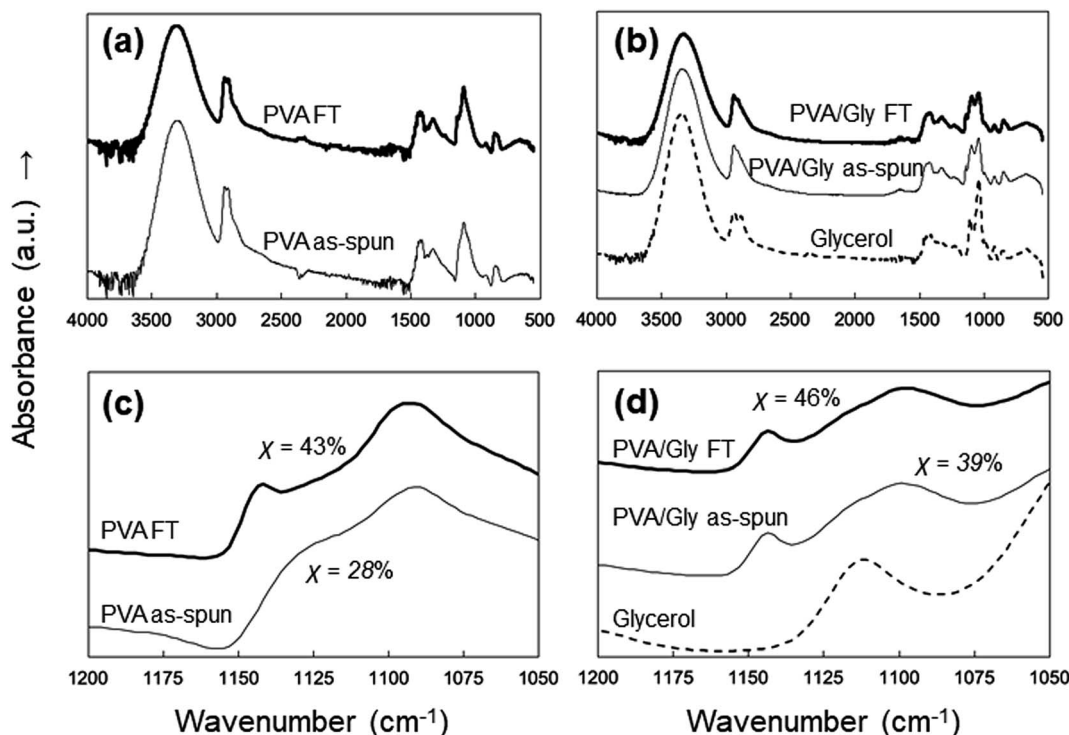 (a)
PVA FT
PVA as-spun
4000 3500 3000 2500 2000 1500 1000 500
(b)
PVA/Gly FT
PVA/Gly as-spun
Glycerol
4000 3500 3000 2500 2000 1500 1000 500
Absorbance (a.u.) →
(c)
χ = 43%
PVA FT
χ = 28%
PVA as-spun
1200 1175 1150 1125 1100 1075 1050
Wavenumber (cm⁻¹)
(d)
χ = 46%
PVA/Gly FT
χ = 39%
PVA/Gly as-spun
Glycerol
1200 1175 1150 1125 1100 1075 1050
Wavenumber (cm⁻¹)